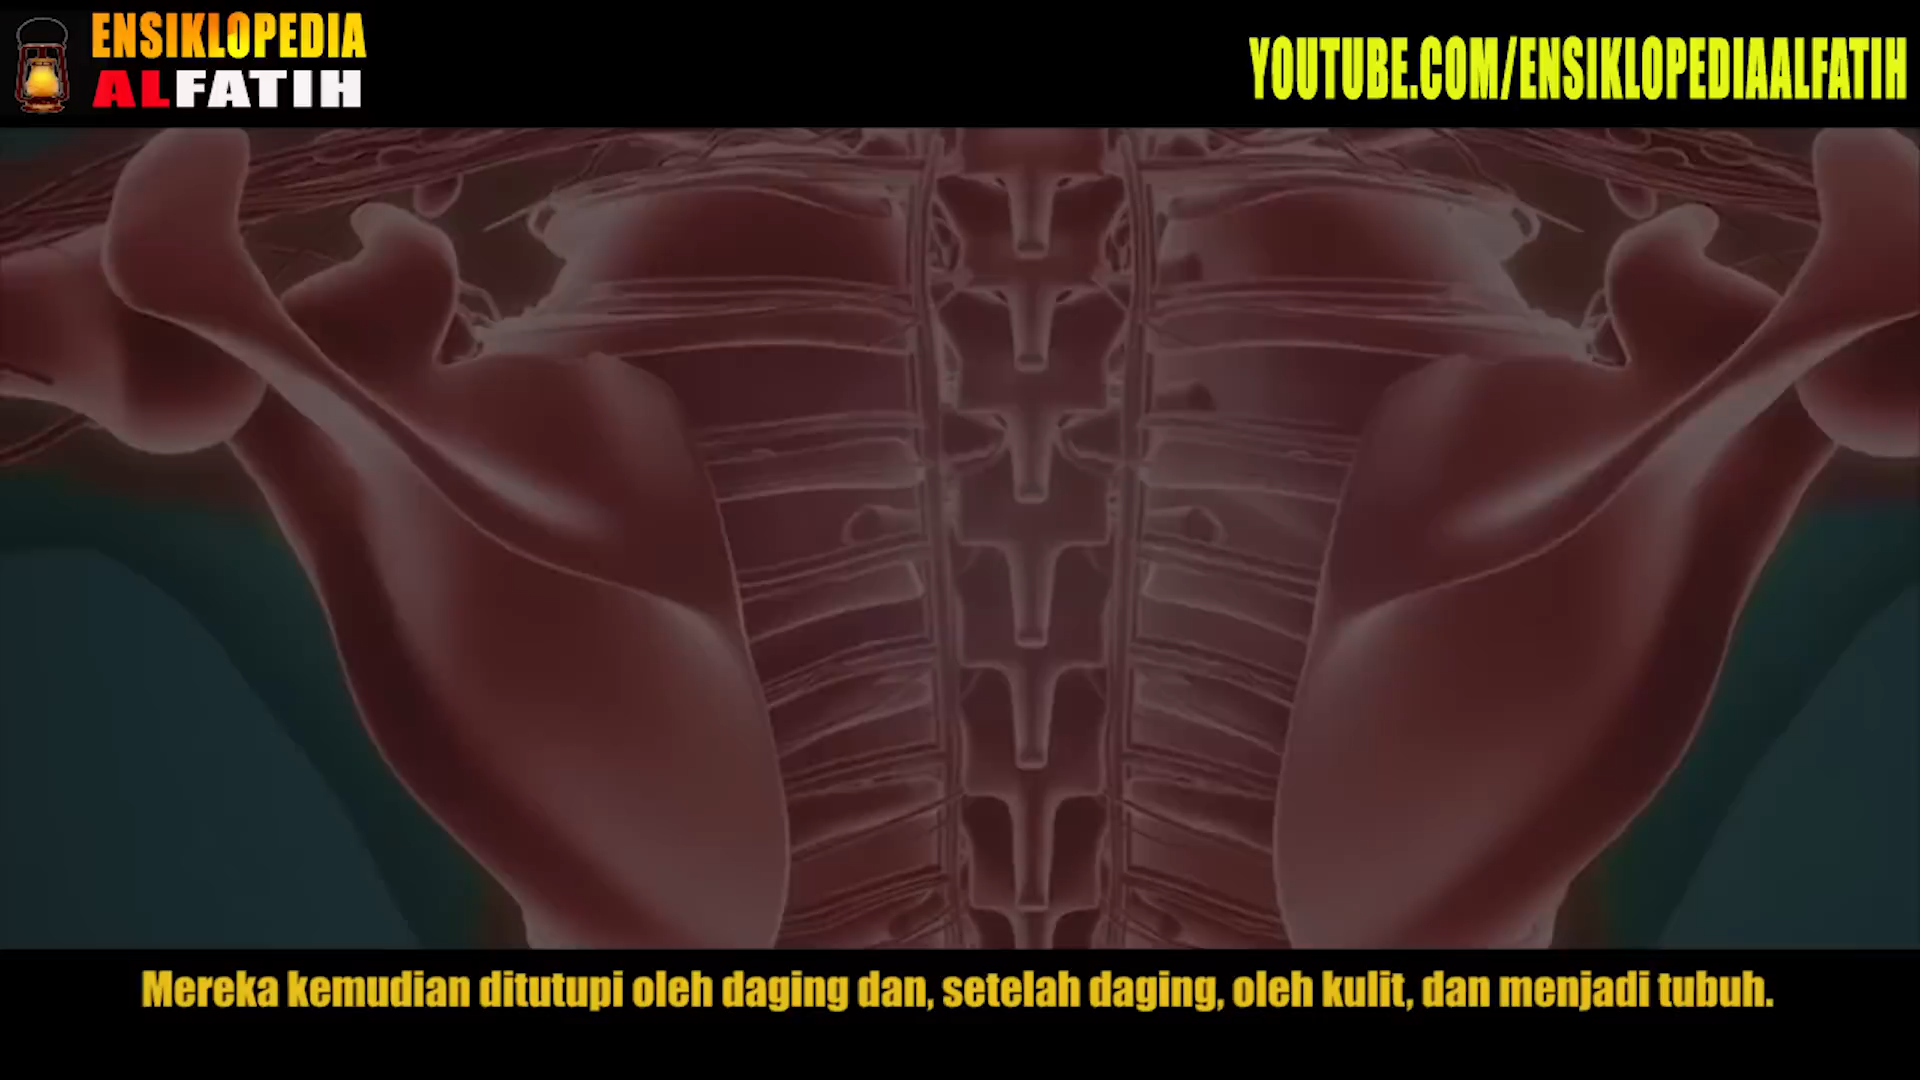 ENSIKLOPEDIA
ALFATIH
YOUTUBE.COM/ENSIKLOPEDIAALFATIH
Mereka kemudian ditutupi oleh daging dan, setelah daging, oleh kulit, dan menjadi tubuh.